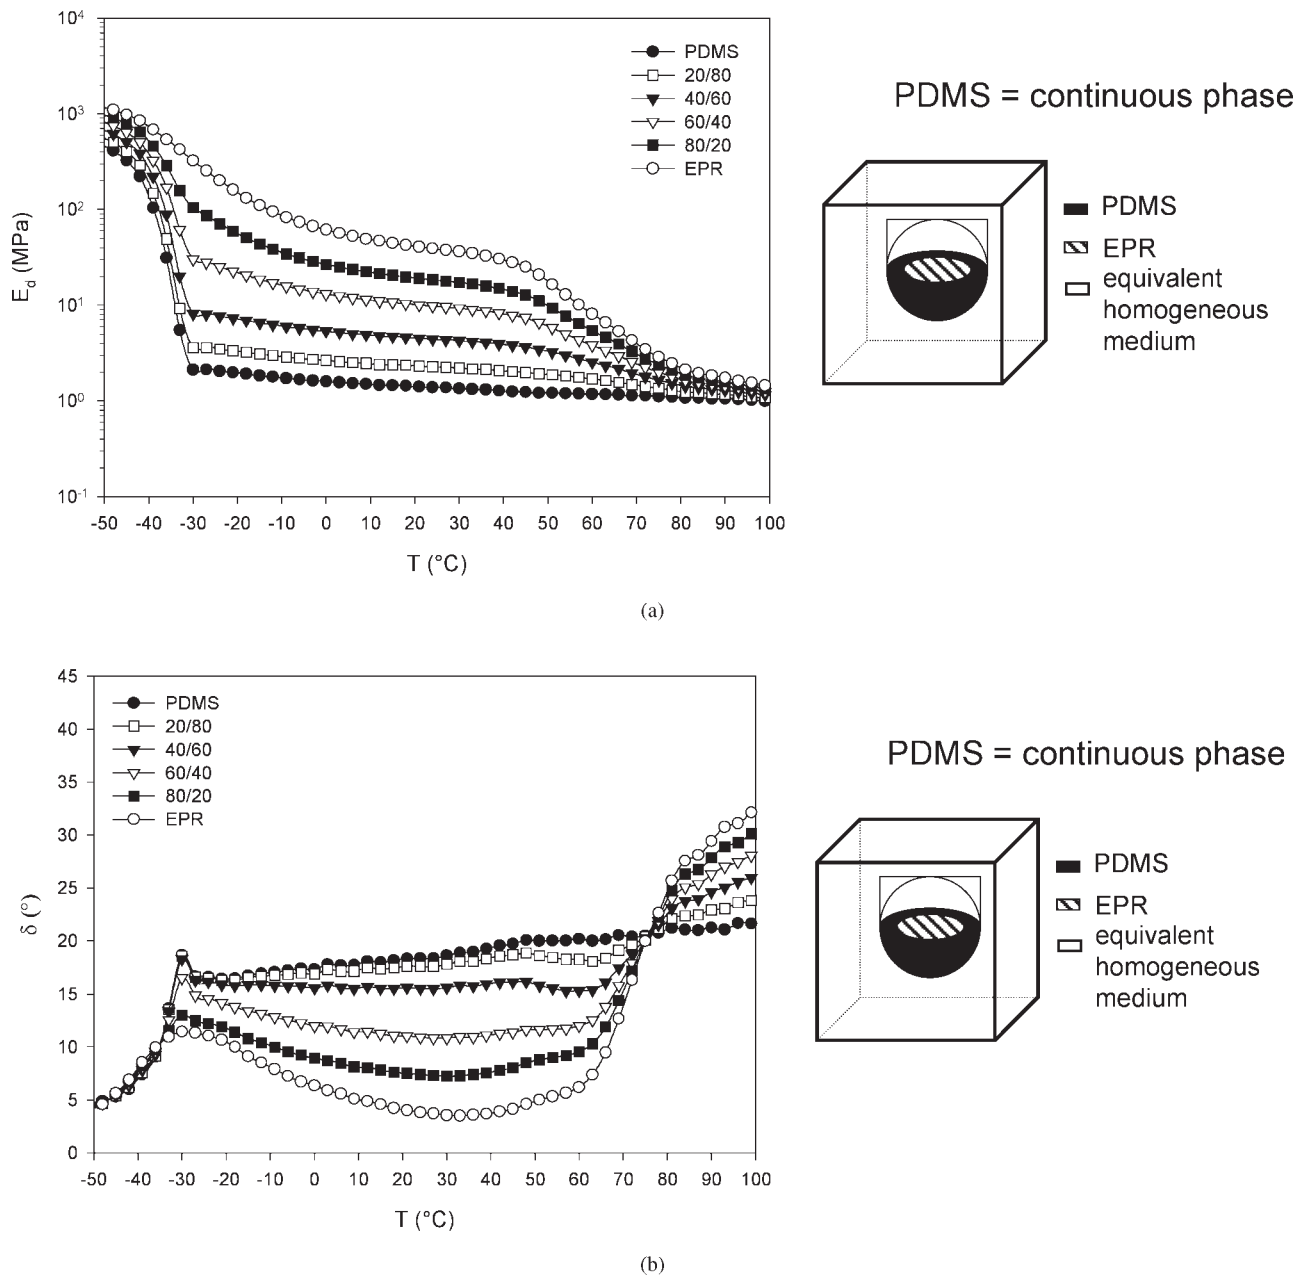 10^4
10^3
10^2
10^1
10^0
10^-1
E_d (MPa)
PDMS
20/80
40/60
60/40
80/20
EPR
-50 -40 -30 -20 -10 0 10 20 30 40 50 60 70 80 90 100
T (°C)
PDMS = continuous phase
PDMS
EPR
equivalent
homogeneous
medium
(a)
45
40
35
30
25
20
15
10
5
0
δ (°)
PDMS
20/80
40/60
60/40
80/20
EPR
-50 -40 -30 -20 -10 0 10 20 30 40 50 60 70 80 90 100
T (°C)
PDMS = continuous phase
PDMS
EPR
equivalent
homogeneous
medium
(b)